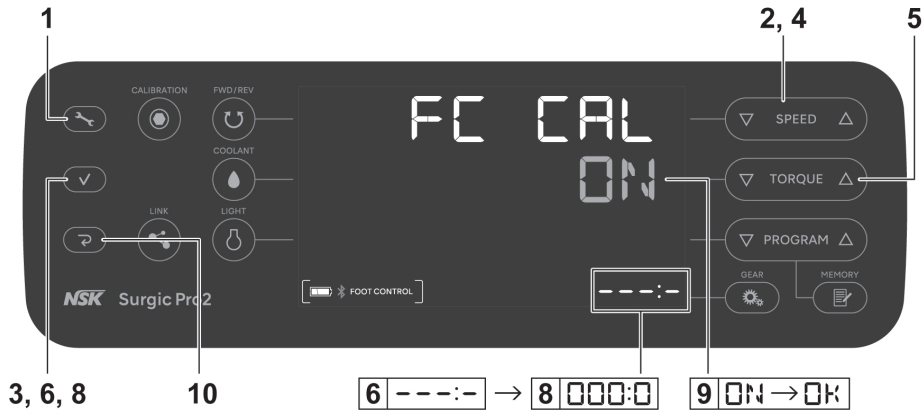 1
2, 4
5
CALIBRATION
FWD/REV
FC CAL
SPEED
COOLANT
ON
TORQUE
LINK
LIGHT
PROGRAM
GEAR
MEMORY
NSK Surgic Pro2
FOOT CONTROL
---:-
3, 6, 8
10
6 ---:- → 8 000:0
9 ON → OK